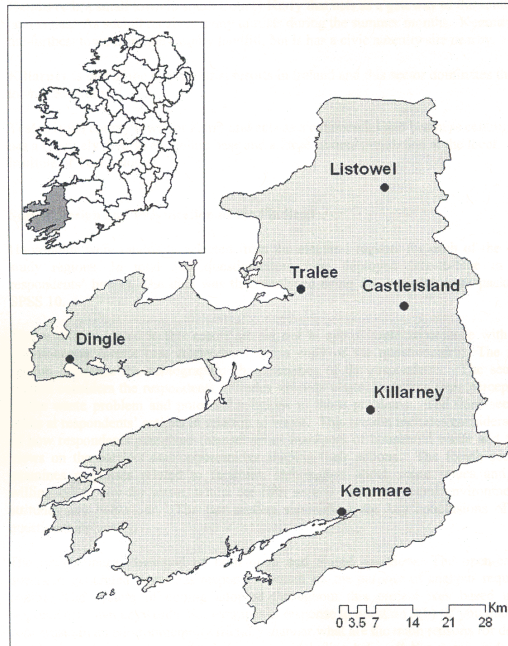 Listowel
Tralee
Castleisland
Dingle
Killarney
Kenmare
Km
0 3.5 7 14 21 28